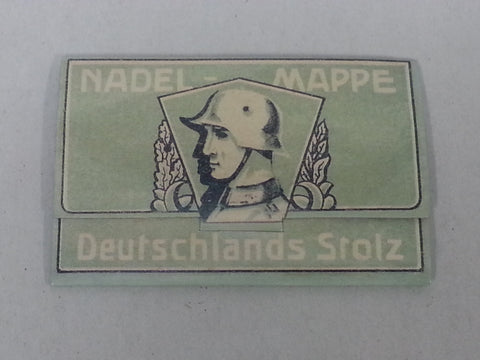 NADEL - MAPPE
Deutschlands Stolz